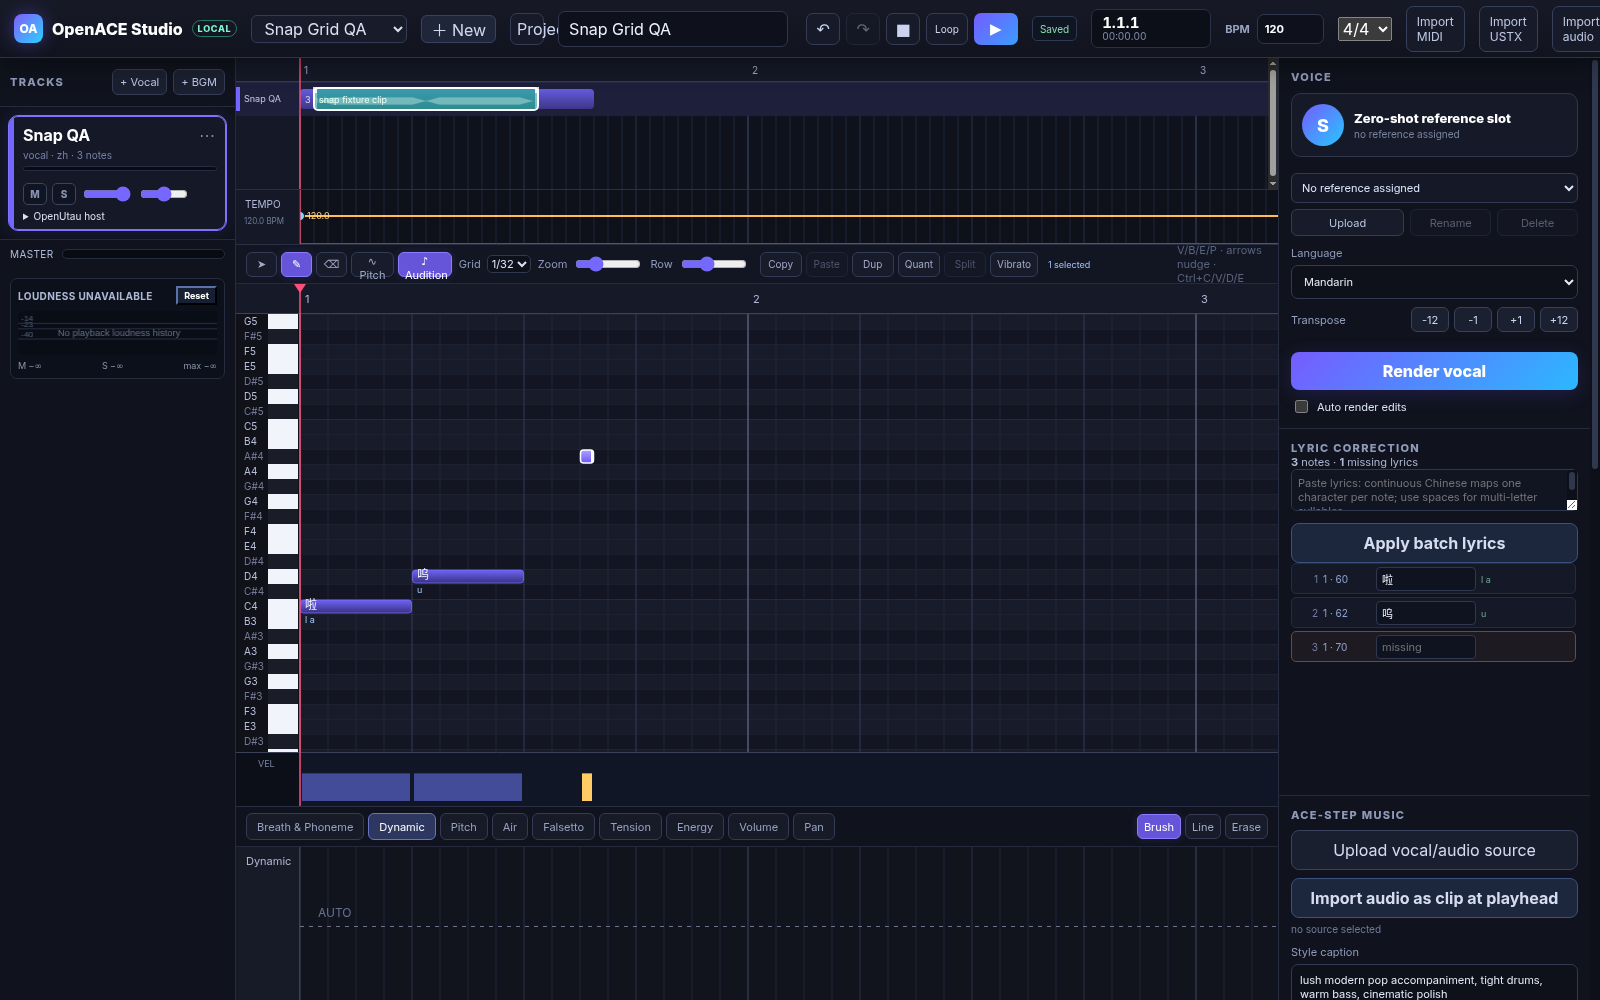 OA OpenACE Studio LOCAL Snap Grid QA + New Projec Snap Grid QA Loop Saved 1.1.1 00:00.00 BPM 120 4/4 Import MIDI Import USTX Import audio
TRACKS + Vocal + BGM
Snap QA ...
vocal · zh · 3 notes
M S
OpenUtau host
MASTER
LOUDNESS UNAVAILABLE Reset
-14
-23
-40
No playback loudness history
M −∞ S −∞ max −∞
1 2 3
Snap QA 3 snap fixture clip
TEMPO
120.0 BPM
120.0
Pitch Audition Grid 1/32 Zoom Row Copy Paste Dup Quant Split Vibrato 1 selected V/B/E/P · arrows nudge · Ctrl+C/V/D/E
1 2 3
G5
F#5
F5
E5
D#5
D5
C#5
C5
B4
A#4
A4
G#4
G4
F#4
F4
E4
D#4
D4 呜
C#4 u
C4 啦
B3 l a
A#3
A3
G#3
G3
F#3
F3
E3
D#3
VEL
Breath & Phoneme Dynamic Pitch Air Falsetto Tension Energy Volume Pan Brush Line Erase
Dynamic
AUTO
VOICE
S Zero-shot reference slot
no reference assigned
No reference assigned
Upload Rename Delete
Language
Mandarin
Transpose -12 -1 +1 +12
Render vocal
Auto render edits
LYRIC CORRECTION
3 notes · 1 missing lyrics
Paste lyrics: continuous Chinese maps one
character per note; use spaces for multi-letter
Apply batch lyrics
1 1 · 60 啦 l a
2 1 · 62 呜 u
3 1 · 70 missing
ACE-STEP MUSIC
Upload vocal/audio source
Import audio as clip at playhead
no source selected
Style caption
lush modern pop accompaniment, tight drums,
warm bass, cinematic polish